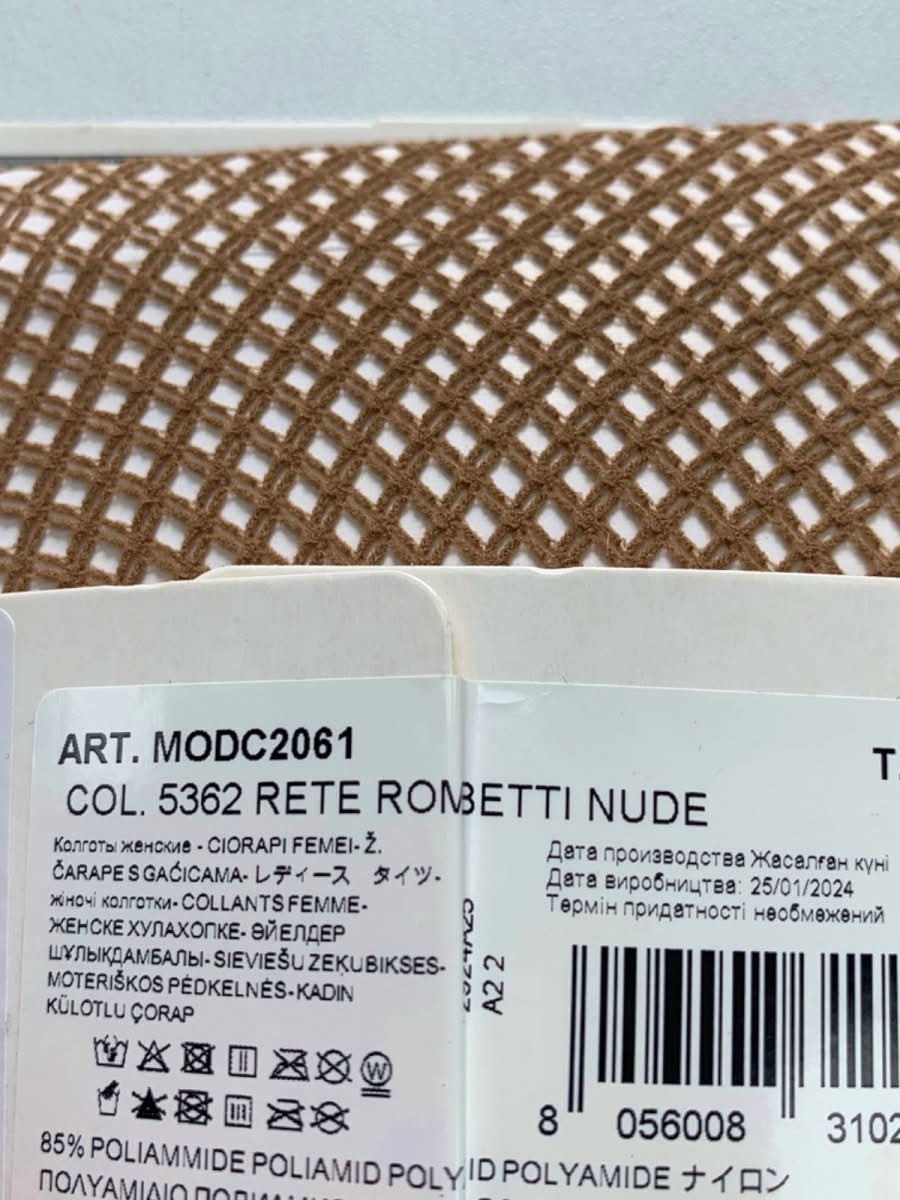 ART. MODC2061
COL. 5362 RETE ROMBETTI NUDE
Колготы женские - CIORAPI FEMEI- Ž.
ČARAPE S GAĆICAMA- レディース タイツ-
жіночі колготки- COLLANTS FEMME-
ЖЕНСКЕ ХУЛАХОПКЕ- ӨЙЕЛДЕР
ШҰЛЫҚДАМБАЛЫ- SIEVIEŠU ZEĶUBIKSES-
MOTERIŠKOS PĖDKELNĖS-KADIN
KÜLOTLU ÇORAP
W
85% POLIAMMIDE POLIAMID POLYAMID POLYAMIDE ナイロン
T.
Дата производства Жасалған күні
Дата виробництва: 25/01/2024
Термін придатності необмежений
A2 2
8 056008 3102